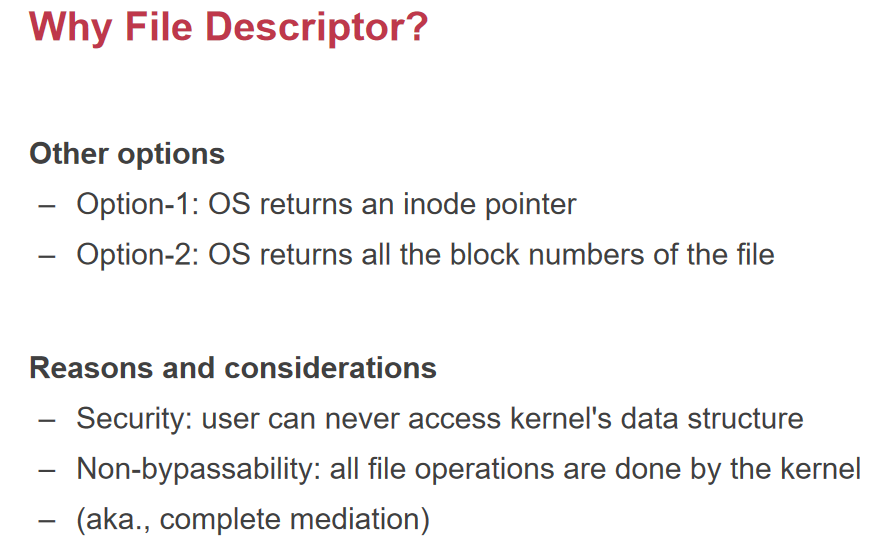 Why File Descriptor?
Other options
– Option-1: OS returns an inode pointer
– Option-2: OS returns all the block numbers of the file
Reasons and considerations
– Security: user can never access kernel's data structure
– Non-bypassability: all file operations are done by the kernel
– (aka., complete mediation)